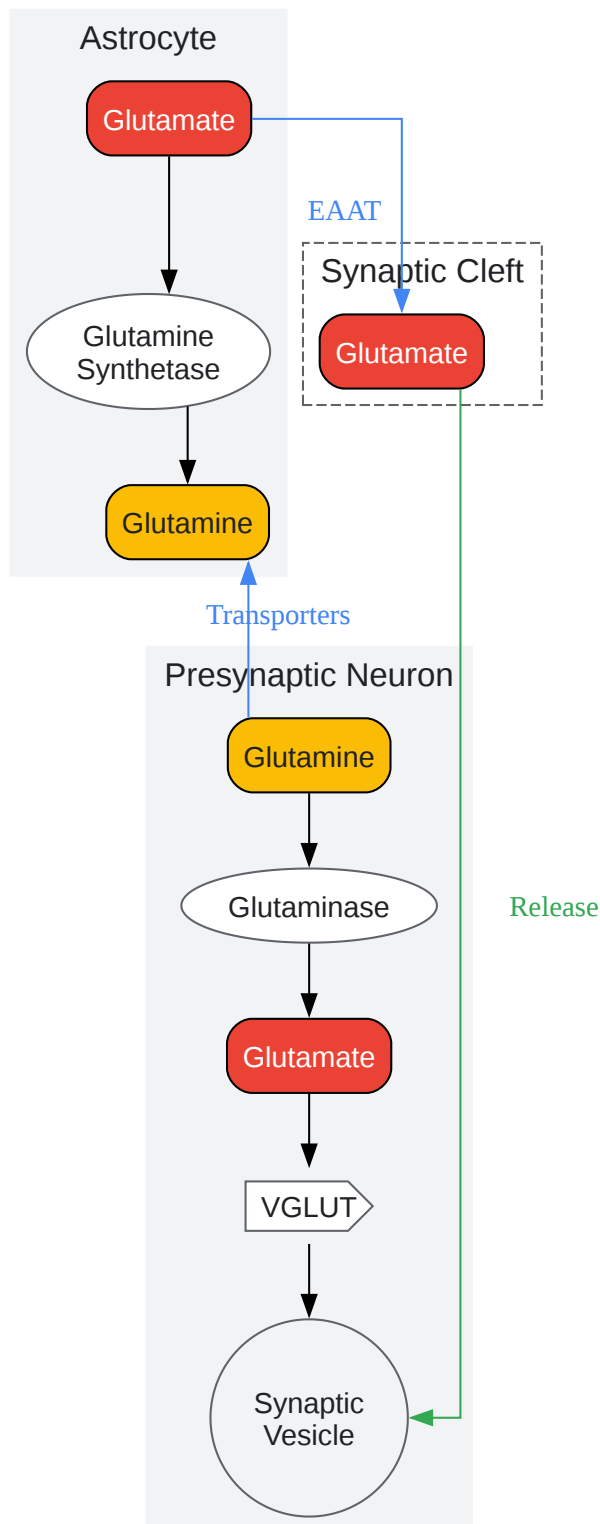 Astrocyte
Glutamate
EAAT
Synaptic Cleft
Glutamine
Synthetase
Glutamate
Glutamine
Transporters
Presynaptic Neuron
Glutamine
Glutaminase
Release
Glutamate
VGLUT
Synaptic
Vesicle